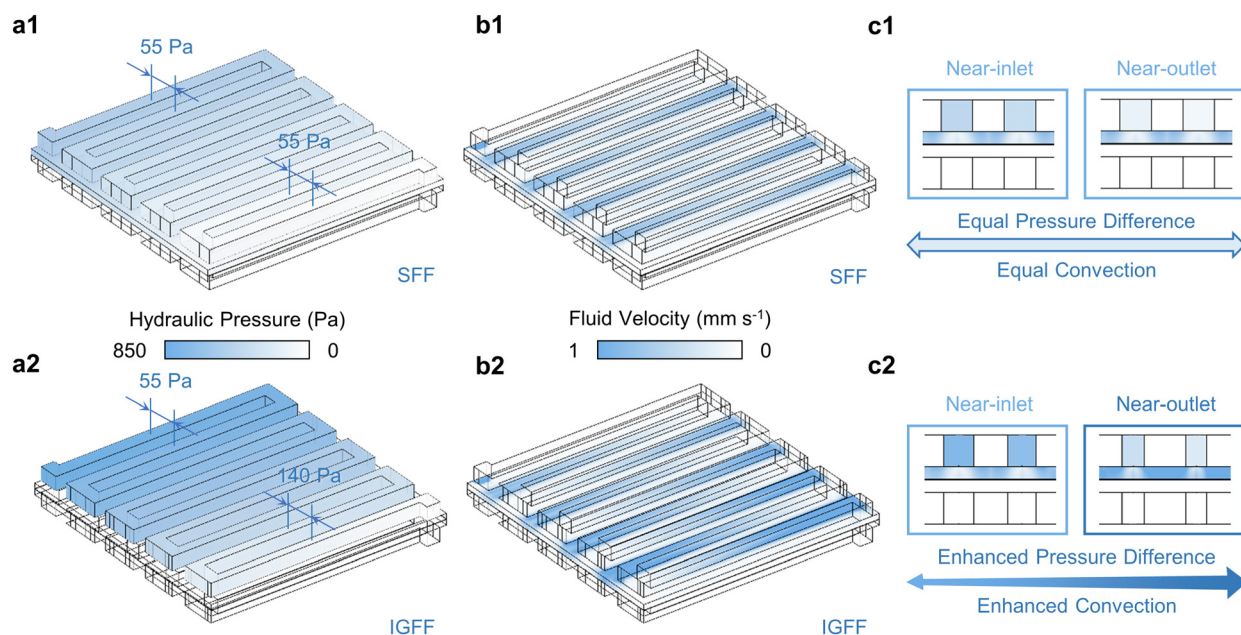 a1
55 Pa
55 Pa
SFF
b1
SFF
c1
Near-inlet
Near-outlet
Equal Pressure Difference
Equal Convection
Hydraulic Pressure (Pa)
850
0
Fluid Velocity (mm s⁻¹)
1
0
a2
55 Pa
140 Pa
IGFF
b2
IGFF
c2
Near-inlet
Near-outlet
Enhanced Pressure Difference
Enhanced Convection